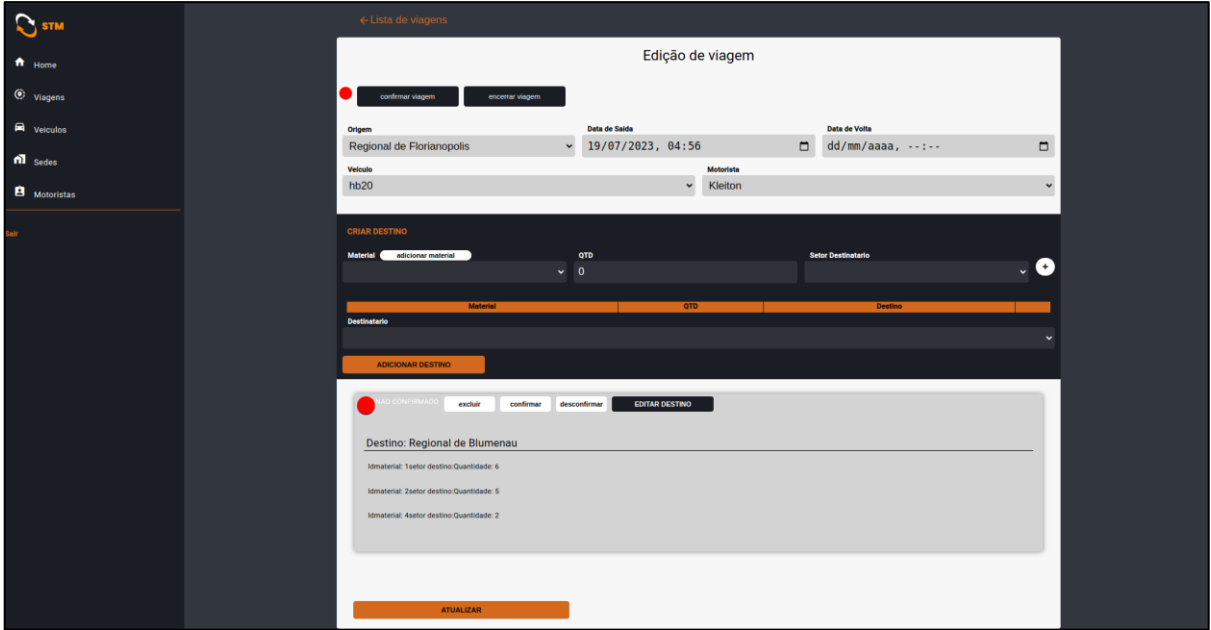 STM
←Lista de viagens
Edição de viagem
Home
Viagens
Veiculos
Sedes
Motoristas
Sair
confirmar viagem encerrar viagem
Origem Data de Saída Data de Volta
Regional de Florianopolis 19/07/2023, 04:56 dd/mm/aaaa, --:--
Veículo Motorista
hb20 Kleiton
CRIAR DESTINO
Material adicionar material QTD Setor Destinatario
0 +
Material QTD Destino
Destinatario
ADICIONAR DESTINO
NAO CONFIRMADO excluir confirmar desconfirmar EDITAR DESTINO
Destino: Regional de Blumenau
Idmaterial: 1setor destino:Quantidade: 6
Idmaterial: 2setor destino:Quantidade: 5
Idmaterial: 4setor destino:Quantidade: 2
ATUALIZAR